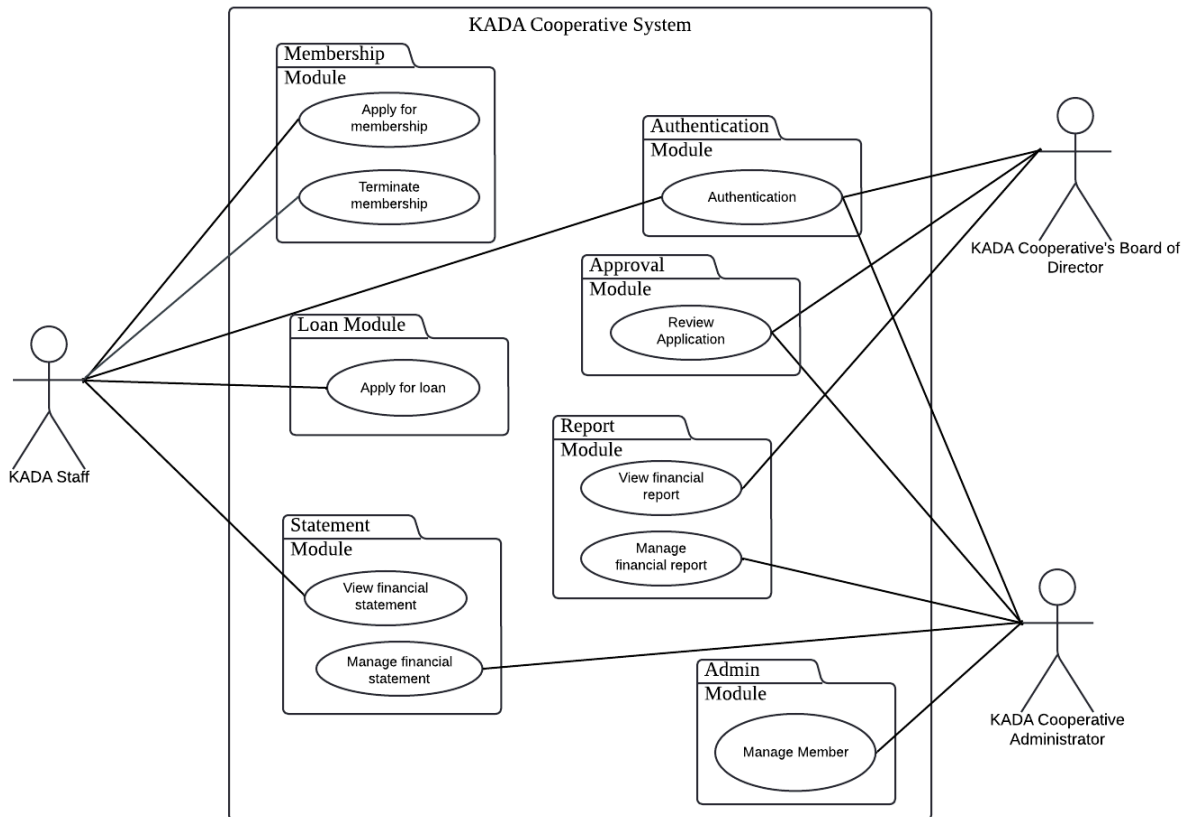 KADA Cooperative System
Membership
Module
Apply for
membership
Terminate
membership
Authentication
Module
Authentication
KADA Cooperative's Board of
Director
Approval
Module
Review
Application
Loan Module
Apply for loan
KADA Staff
Report
Module
View financial
report
Manage
financial report
Statement
Module
View financial
statement
Manage financial
statement
Admin
Module
Manage Member
KADA Cooperative
Administrator